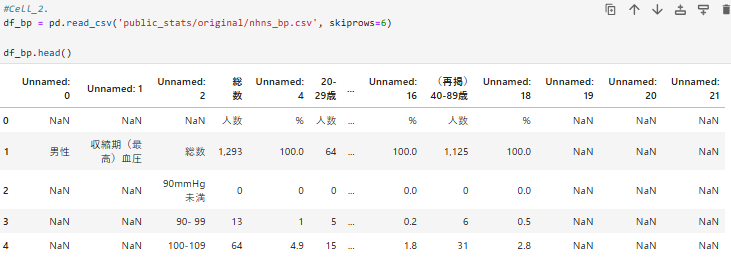 #Cell_2.
df_bp = pd.read_csv('public_stats/original/nhns_bp.csv', skiprows=6)
df_bp.head()
Unnamed: 0 Unnamed: 1 Unnamed: 2 総数 Unnamed: 4 20-29歳 ... Unnamed: 16 (再掲)40-89歳 Unnamed: 18 Unnamed: 19 Unnamed: 20 Unnamed: 21
0 NaN NaN NaN 人数 % 人数 ... % 人数 % NaN NaN NaN
1 男性 収縮期（最高）血圧 総数 1,293 100.0 64 ... 100.0 1,125 100.0 NaN NaN NaN
2 NaN NaN 90mmHg未満 0 0 0 ... 0.0 0 0.0 NaN NaN NaN
3 NaN NaN 90- 99 13 1 5 ... 0.2 6 0.5 NaN NaN NaN
4 NaN NaN 100-109 64 4.9 15 ... 1.8 31 2.8 NaN NaN NaN